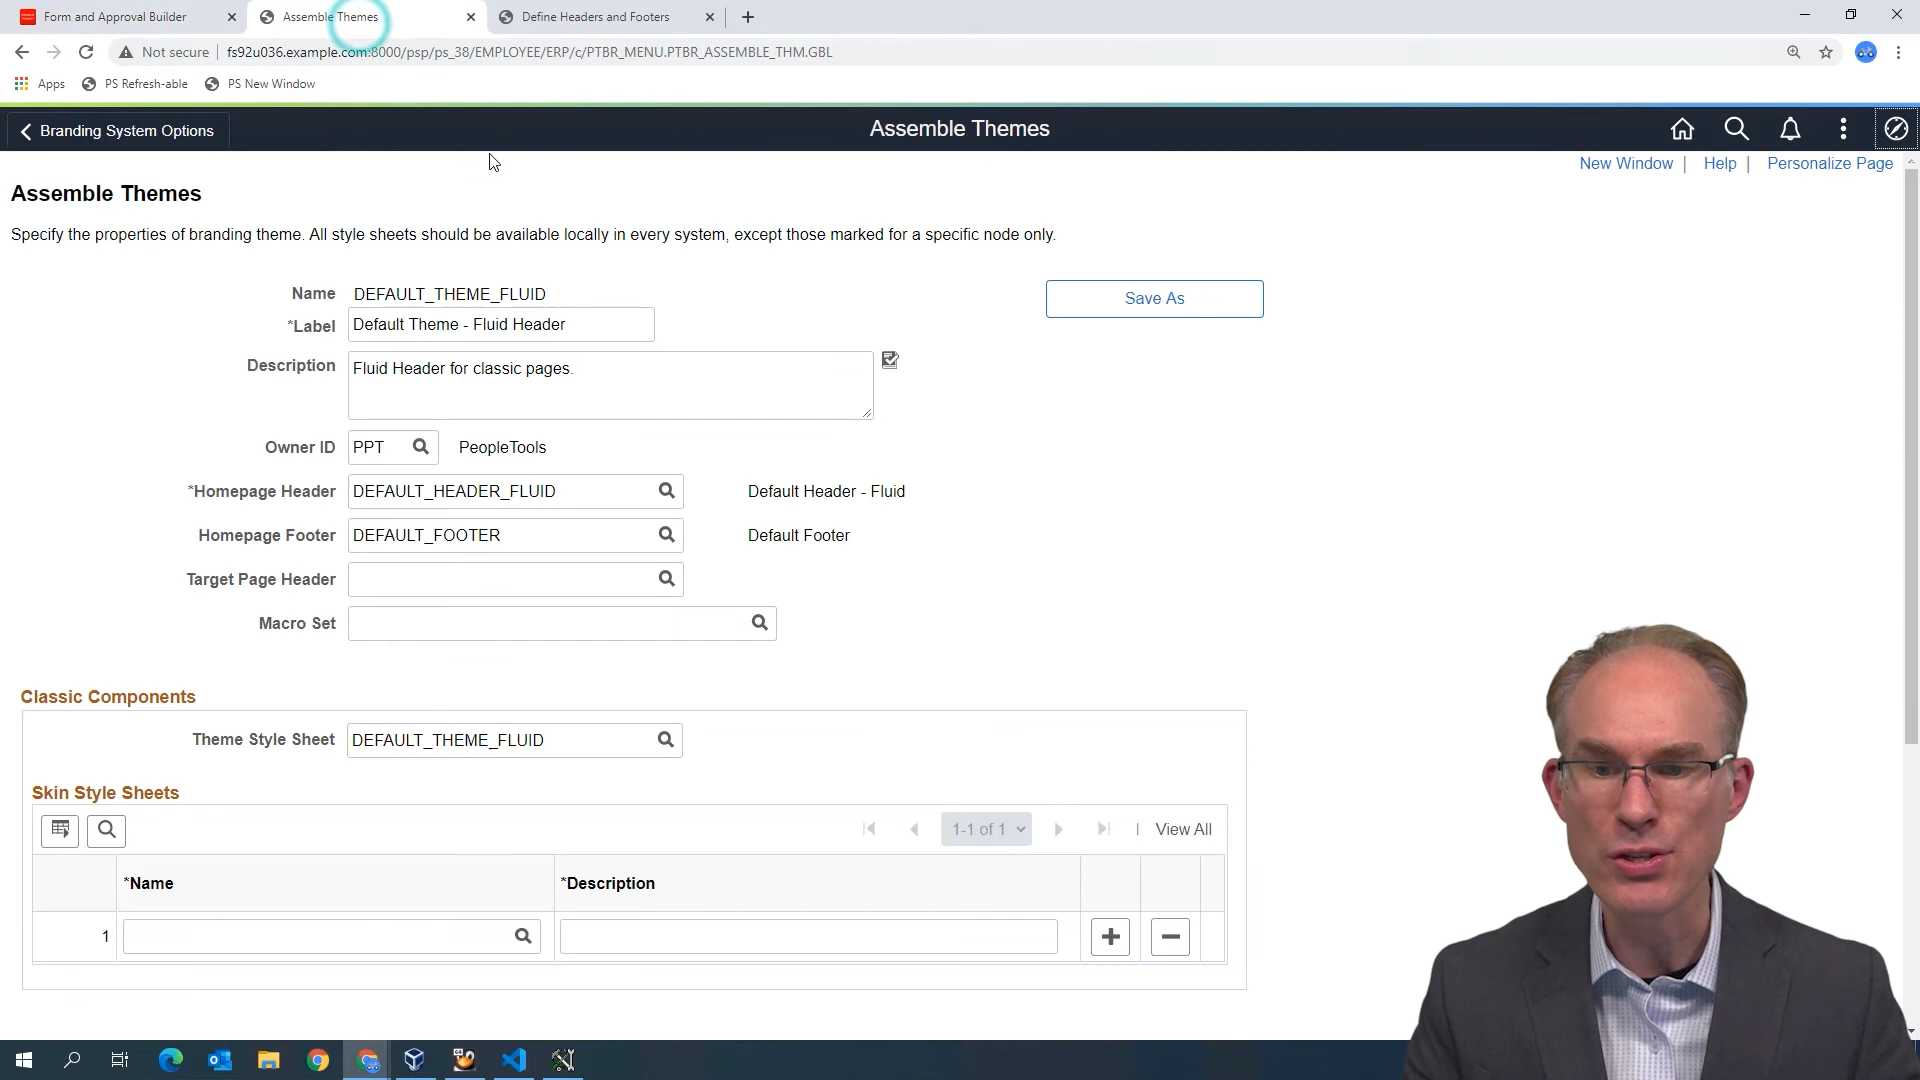 Form and Approval Builder
Assemble Themes
Define Headers and Footers
Not secure
fs92u036.example.com:8000/psp/ps_38/EMPLOYEE/ERP/c/PTBR_MENU.PTBR_ASSEMBLE_THM.GBL
Apps
PS Refresh-able
PS New Window
Branding System Options
Assemble Themes
New Window | Help | Personalize Page
Assemble Themes
Specify the properties of branding theme. All style sheets should be available locally in every system, except those marked for a specific node only.
Name DEFAULT_THEME_FLUID
Save As
*Label Default Theme - Fluid Header
Description Fluid Header for classic pages.
Owner ID PPT PeopleTools
*Homepage Header DEFAULT_HEADER_FLUID Default Header - Fluid
Homepage Footer DEFAULT_FOOTER Default Footer
Target Page Header
Macro Set
Classic Components
Theme Style Sheet DEFAULT_THEME_FLUID
Skin Style Sheets
1-1 of 1 | View All
*Name *Description
1